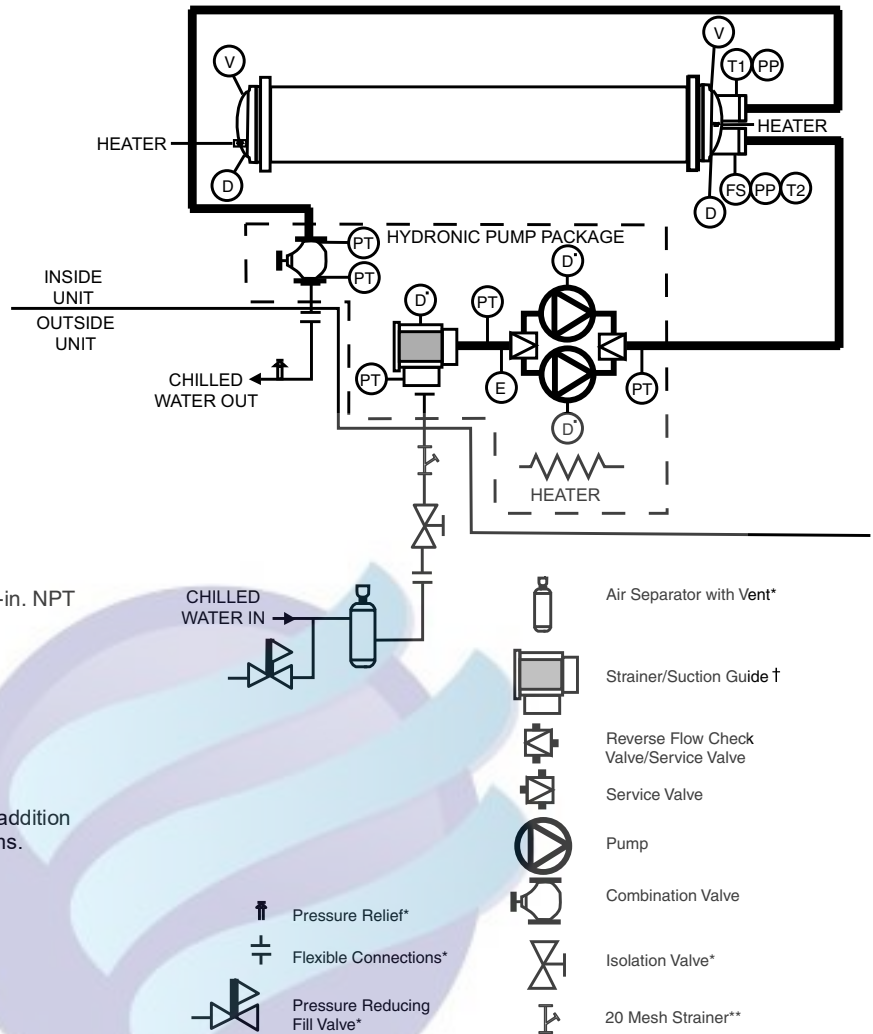 V
V
T1 PP
HEATER
HEATER
D
D
FS PP T2
HYDRONIC PUMP PACKAGE
PT
PT
D•
INSIDE
UNIT
OUTSIDE
UNIT
D•
PT
CHILLED
WATER OUT
PT
E
PT
D•
HEATER
-in. NPT
CHILLED
WATER IN
Air Separator with Vent*
Strainer/Suction Guide †
Reverse Flow Check
Valve/Service Valve
Service Valve
addition
ns.
Pump
Combination Valve
Pressure Relief*
Flexible Connections*
Isolation Valve*
Pressure Reducing
Fill Valve*
20 Mesh Strainer**